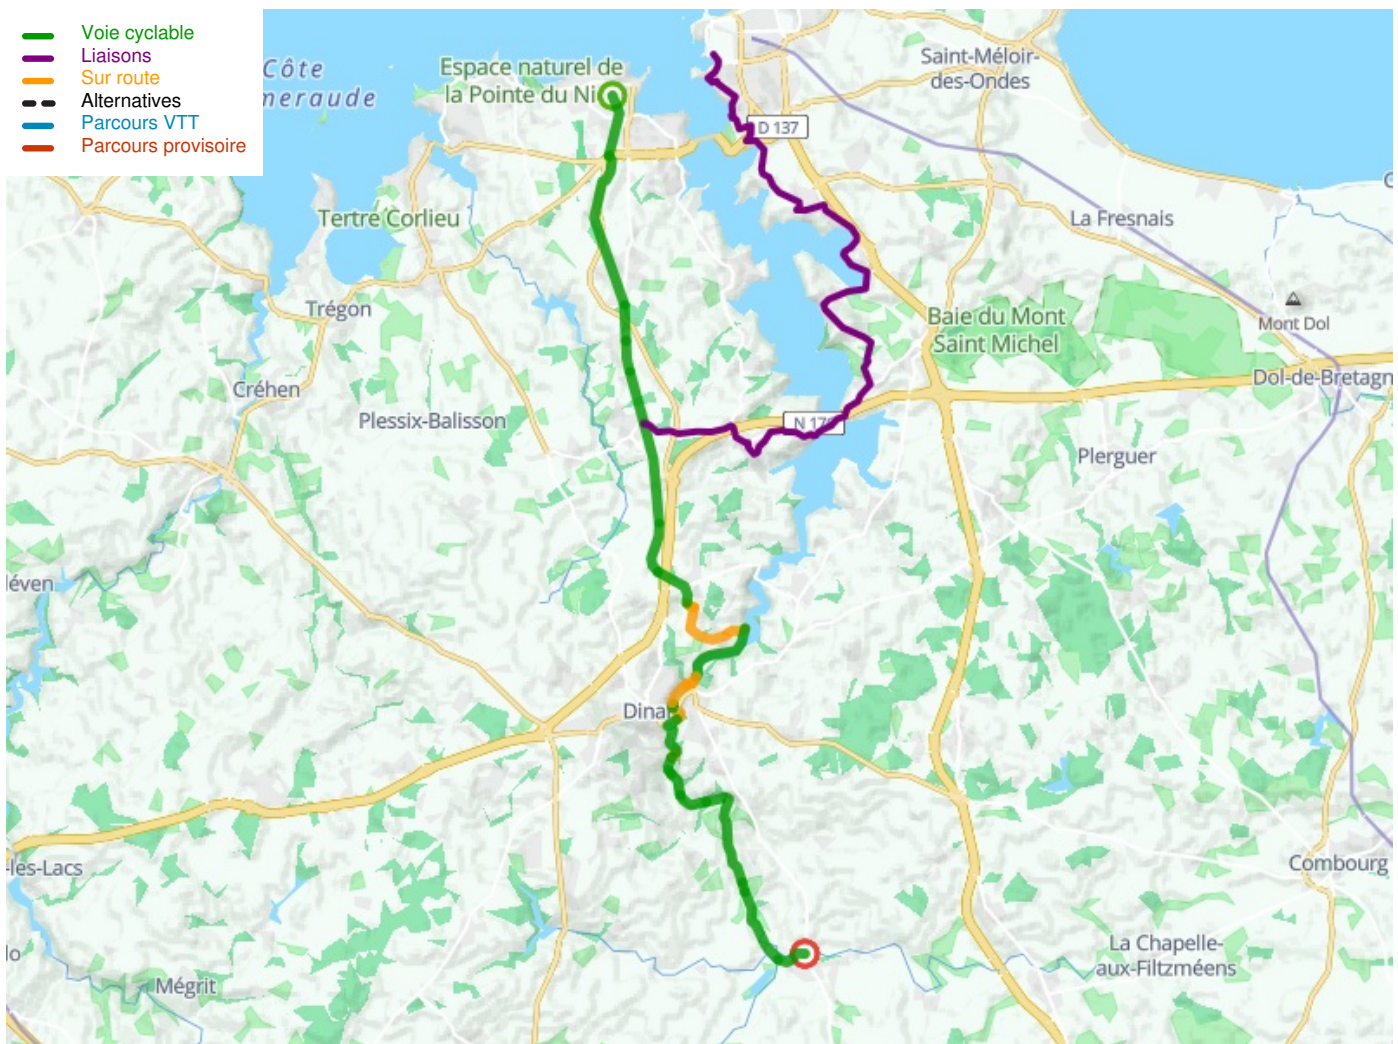 Voie cyclable
Liaisons
Sur route
Alternatives
Parcours VTT
Parcours provisoire
Côte
meraude
Espace naturel de
la Pointe du Ni
Saint-Méloir-
des-Ondes
D 137
Tertre Corlieu
La Fresnais
Trégon
Baie du Mont
Saint Michel
Mont Dol
Créhen
Dol-de-Bretagn
Plessix-Balisson
N 17
Plerguer
léven
Dina
-les-Lacs
Combourg
La Chapelle-
aux-Filtzméens
lo
Mégrit